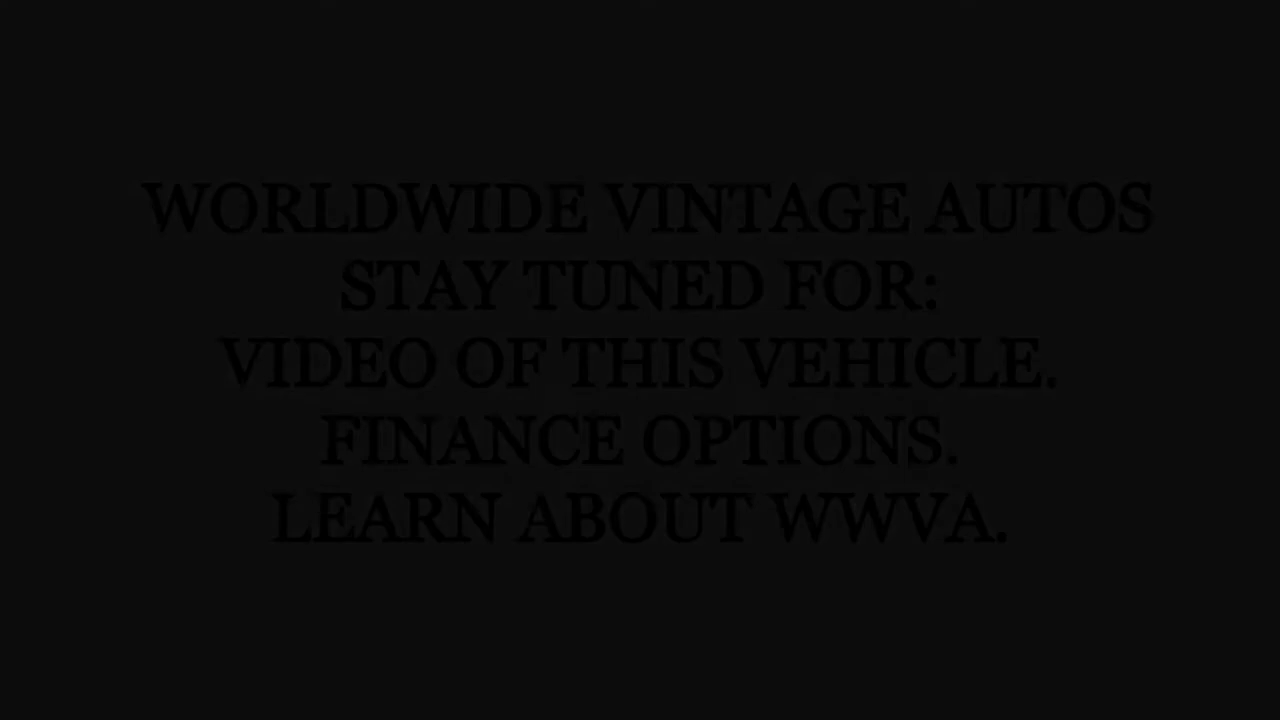 WORLDWIDE VINTAGE AUTOS
STAY TUNED FOR:
VIDEO OF THIS VEHICLE.
FINANCE OPTIONS.
LEARN ABOUT WWVA.